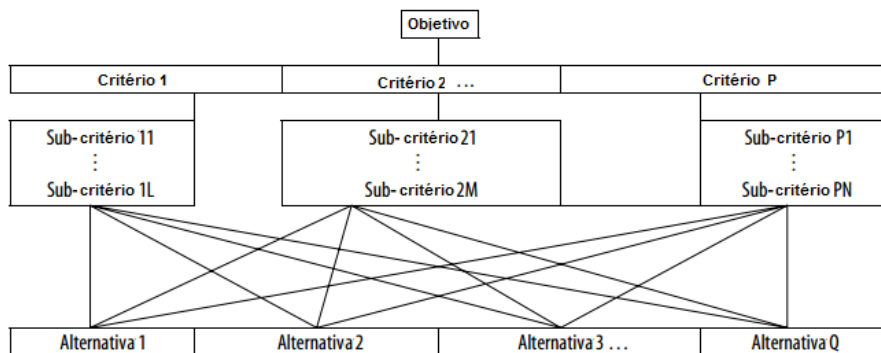 Objetivo
Critério 1 Critério 2 ... Critério P
Sub-critério 11 Sub-critério 21 Sub-critério P1
⋮ ⋮ ⋮
Sub-critério 1L Sub-critério 2M Sub-critério PN
Alternativa 1 Alternativa 2 Alternativa 3 ... Alternativa Q